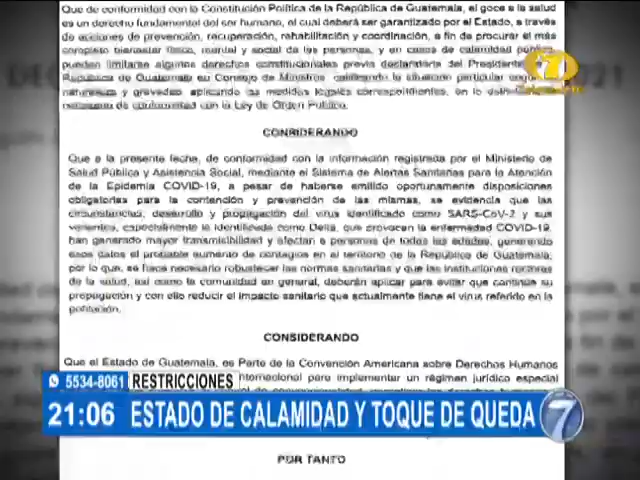 Que de conformidad con la Constitución Política de la República de Guatemala, el goce a la salud
es un derecho fundamental del ser humano, el cual deberá ser garantizado por el Estado, a través
de acciones de prevención, recuperación, rehabilitación y coordinación, a fin de procurar el más
completo bienestar físico, mental y social de las personas, y en casos de calamidad pública
pueden limitarse algunos derechos constitucionales previa declaratoria del Presidente
República de Guatemala en Consejo de Ministros calificando la situación particular
naturaleza y gravedad, aplicando las medidas legales correspondientes, en lo
necesario de conformidad con la Ley de Orden Público.
21
7
CONSIDERANDO
Que a la presente fecha, de conformidad con la información registrada por el Ministerio de
Salud Pública y Asistencia Social, mediante el Sistema de Alertas Sanitarias para la Atención
de la Epidemia COVID-19, a pesar de haberse emitido oportunamente disposiciones
obligatorias para la contención y prevención de las mismas, se evidencia que las
circunstancias, desarrollo y propagación del virus identificado como SARS-CoV-2 y sus
variantes, especialmente la identificada como Delta, que provocan la enfermedad COVID-19,
han generado mayor transmisibilidad y afectan a personas de todas las edades, generando
esos datos el probable aumento de contagios en el territorio de la República de Guatemala,
por lo que, se hace necesario robustecer las normas sanitarias y que las instituciones rectoras
de la salud, así como la comunidad en general, deberán aplicar para evitar que continúe su
propagación y con ello reducir el impacto sanitario que actualmente tiene el virus referido en la
población.
CONSIDERANDO
Que el Estado de Guatemala, es Parte de la Convención Americana sobre Derechos Humanos
internacional para implementar un régimen jurídico especial
5534-8061 RESTRICCIONES
21:06 ESTADO DE CALAMIDAD Y TOQUE DE QUEDA 7
POR TANTO